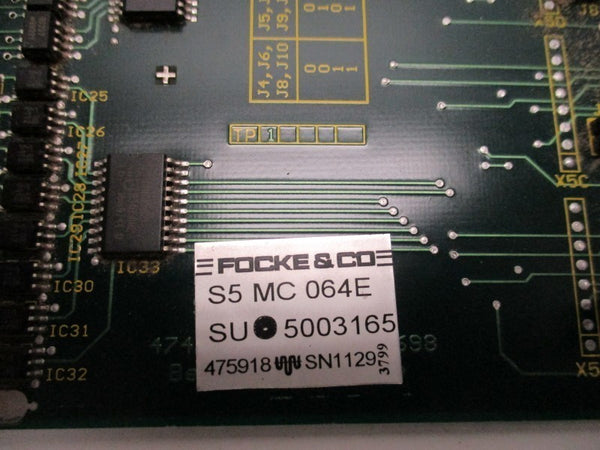 J5,
J9,
0 1 0 1
J4, J6,
J8, J10
0 0 1 1
X5D
IC25
TP 1
IC26
IC27
IC28
IC29
X5C
IC33
IC30
IC31
IC32
FOCKE & CO
S5 MC 064E
SU 5003165
475918 SN1129
3799